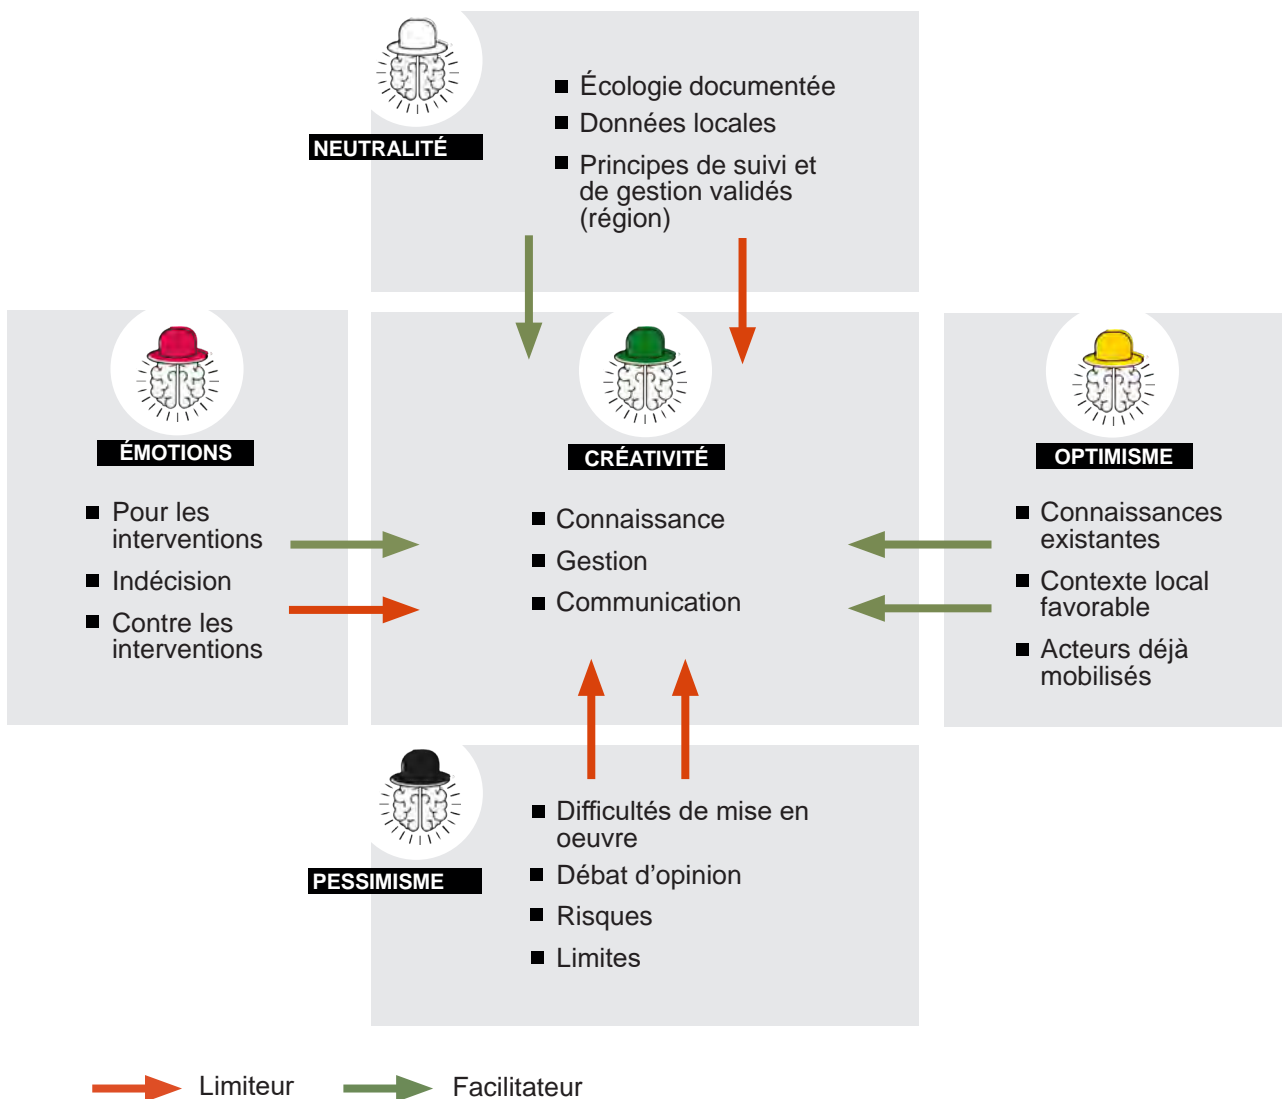 NEUTRALITÉ
Écologie documentée
Données locales
Principes de suivi et
de gestion validés
(région)
ÉMOTIONS
Pour les
interventions
Indécision
Contre les
interventions
CRÉATIVITÉ
Connaissance
Gestion
Communication
OPTIMISME
Connaissances
existantes
Contexte local
favorable
Acteurs déjà
mobilisés
PESSIMISME
Difficultés de mise en
oeuvre
Débat d'opinion
Risques
Limites
Limiteur
Facilitateur